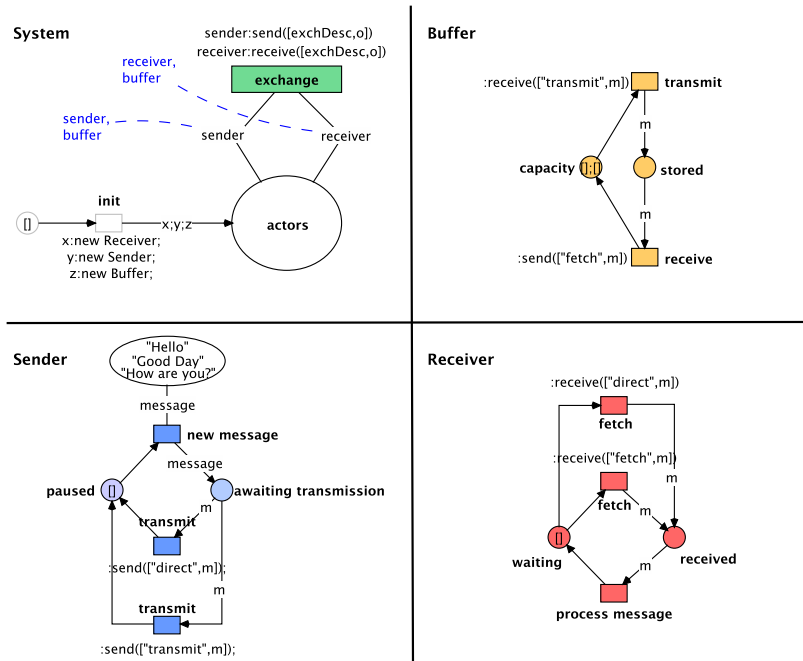 System
sender:send([exchDesc,o])
receiver:receive([exchDesc,o])
receiver,
buffer
exchange
sender,
buffer
sender
receiver
init
[]
x;y;z
actors
x:new Receiver;
y:new Sender;
z:new Buffer;
Buffer
:receive(["transmit",m])
transmit
m
capacity
[];[]
stored
m
:send(["fetch",m])
receive
Sender
"Hello"
"Good Day"
"How are you?"
message
new message
message
paused
[]
awaiting transmission
m
transmit
:send(["direct",m]);
m
transmit
:send(["transmit",m]);
Receiver
:receive(["direct",m])
fetch
:receive(["fetch",m])
m
fetch
m
[]
waiting
received
m
process message